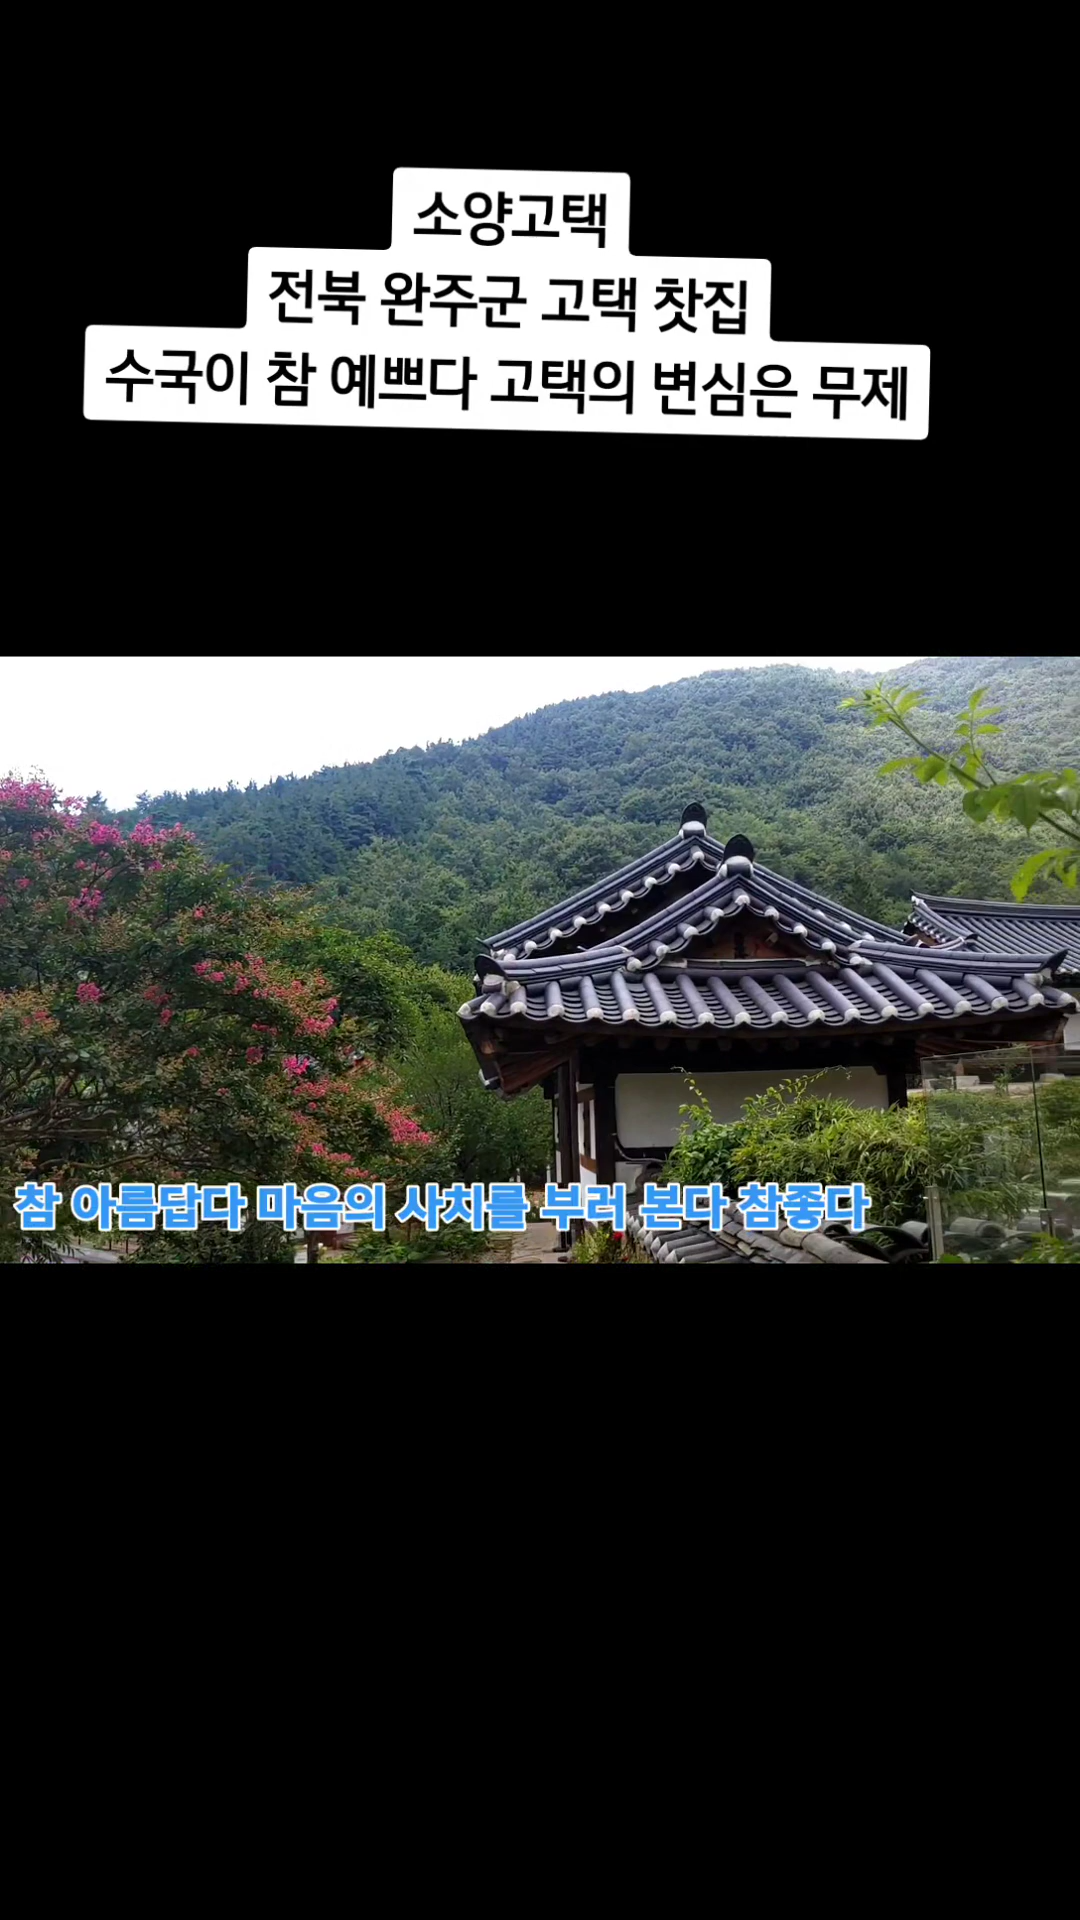 소양고택
전북 완주군 고택 찻집
수국이 참 예쁘다 고택의 변심은 무제
참 아름답다 마음의 사치를 부러 본다 참좋다